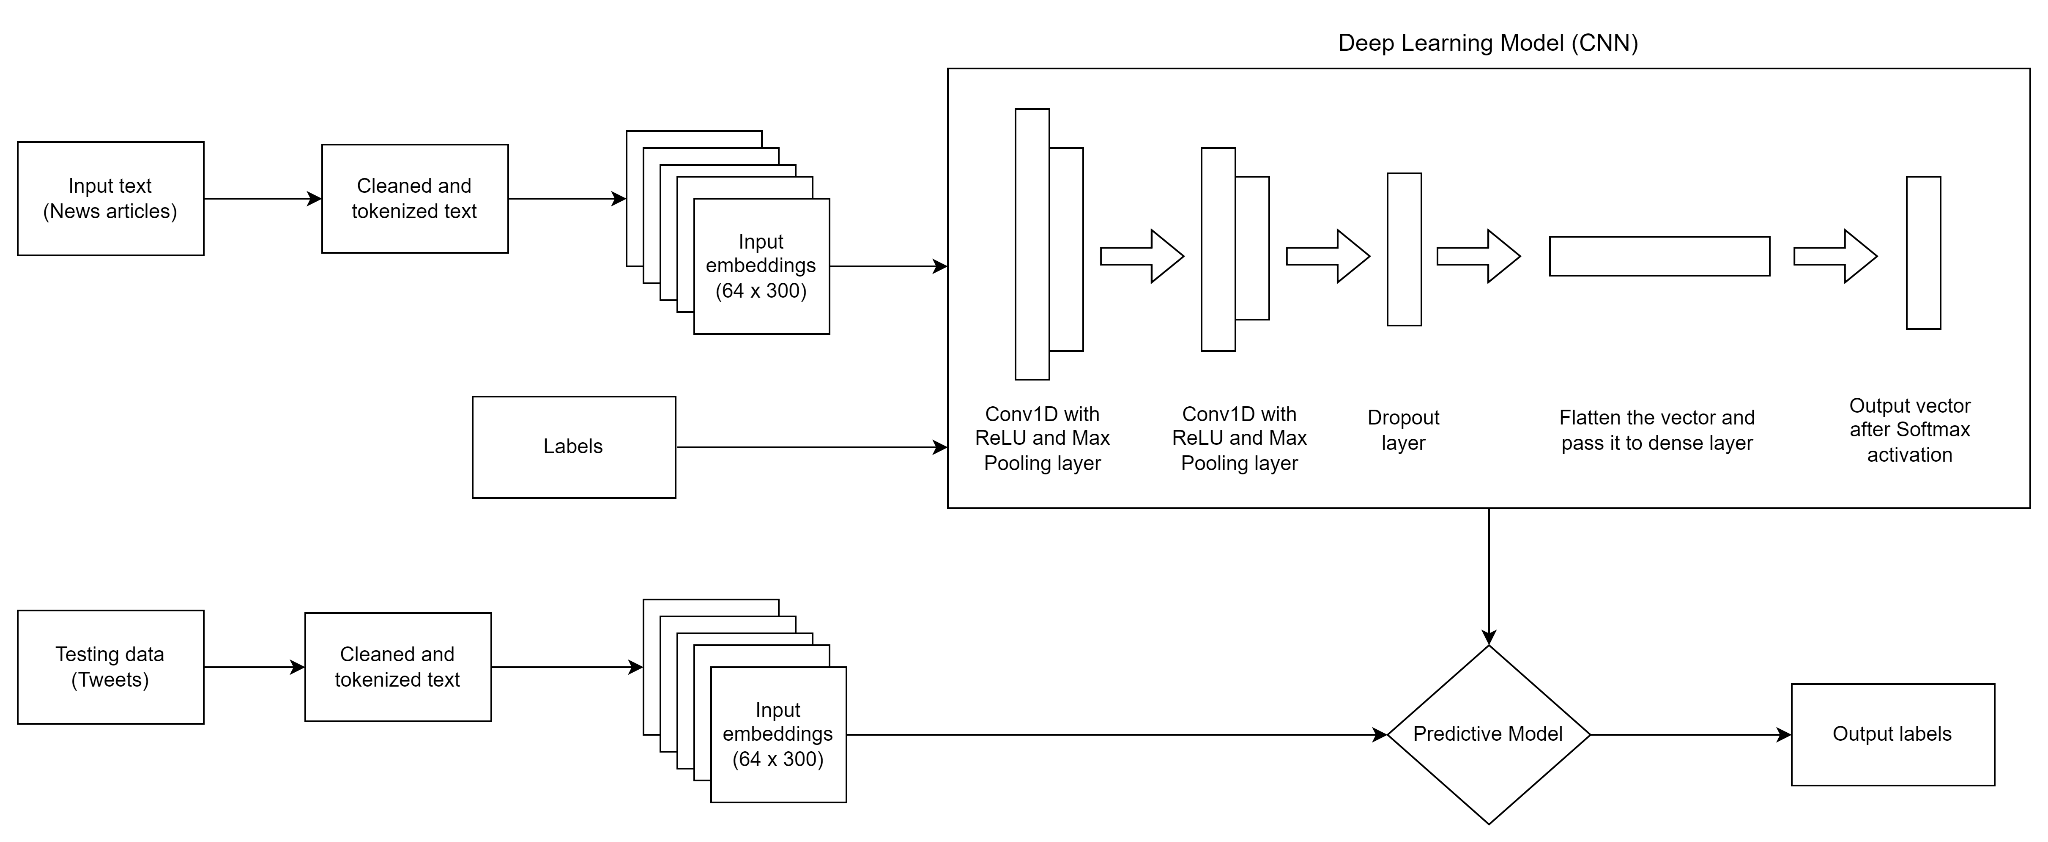 Deep Learning Model (CNN)
Input text
(News articles)
Cleaned and
tokenized text
Input
embeddings
(64 x 300)
Labels
Conv1D with
ReLU and Max
Pooling layer
Conv1D with
ReLU and Max
Pooling layer
Dropout
layer
Flatten the vector and
pass it to dense layer
Output vector
after Softmax
activation
Testing data
(Tweets)
Cleaned and
tokenized text
Input
embeddings
(64 x 300)
Predictive Model
Output labels